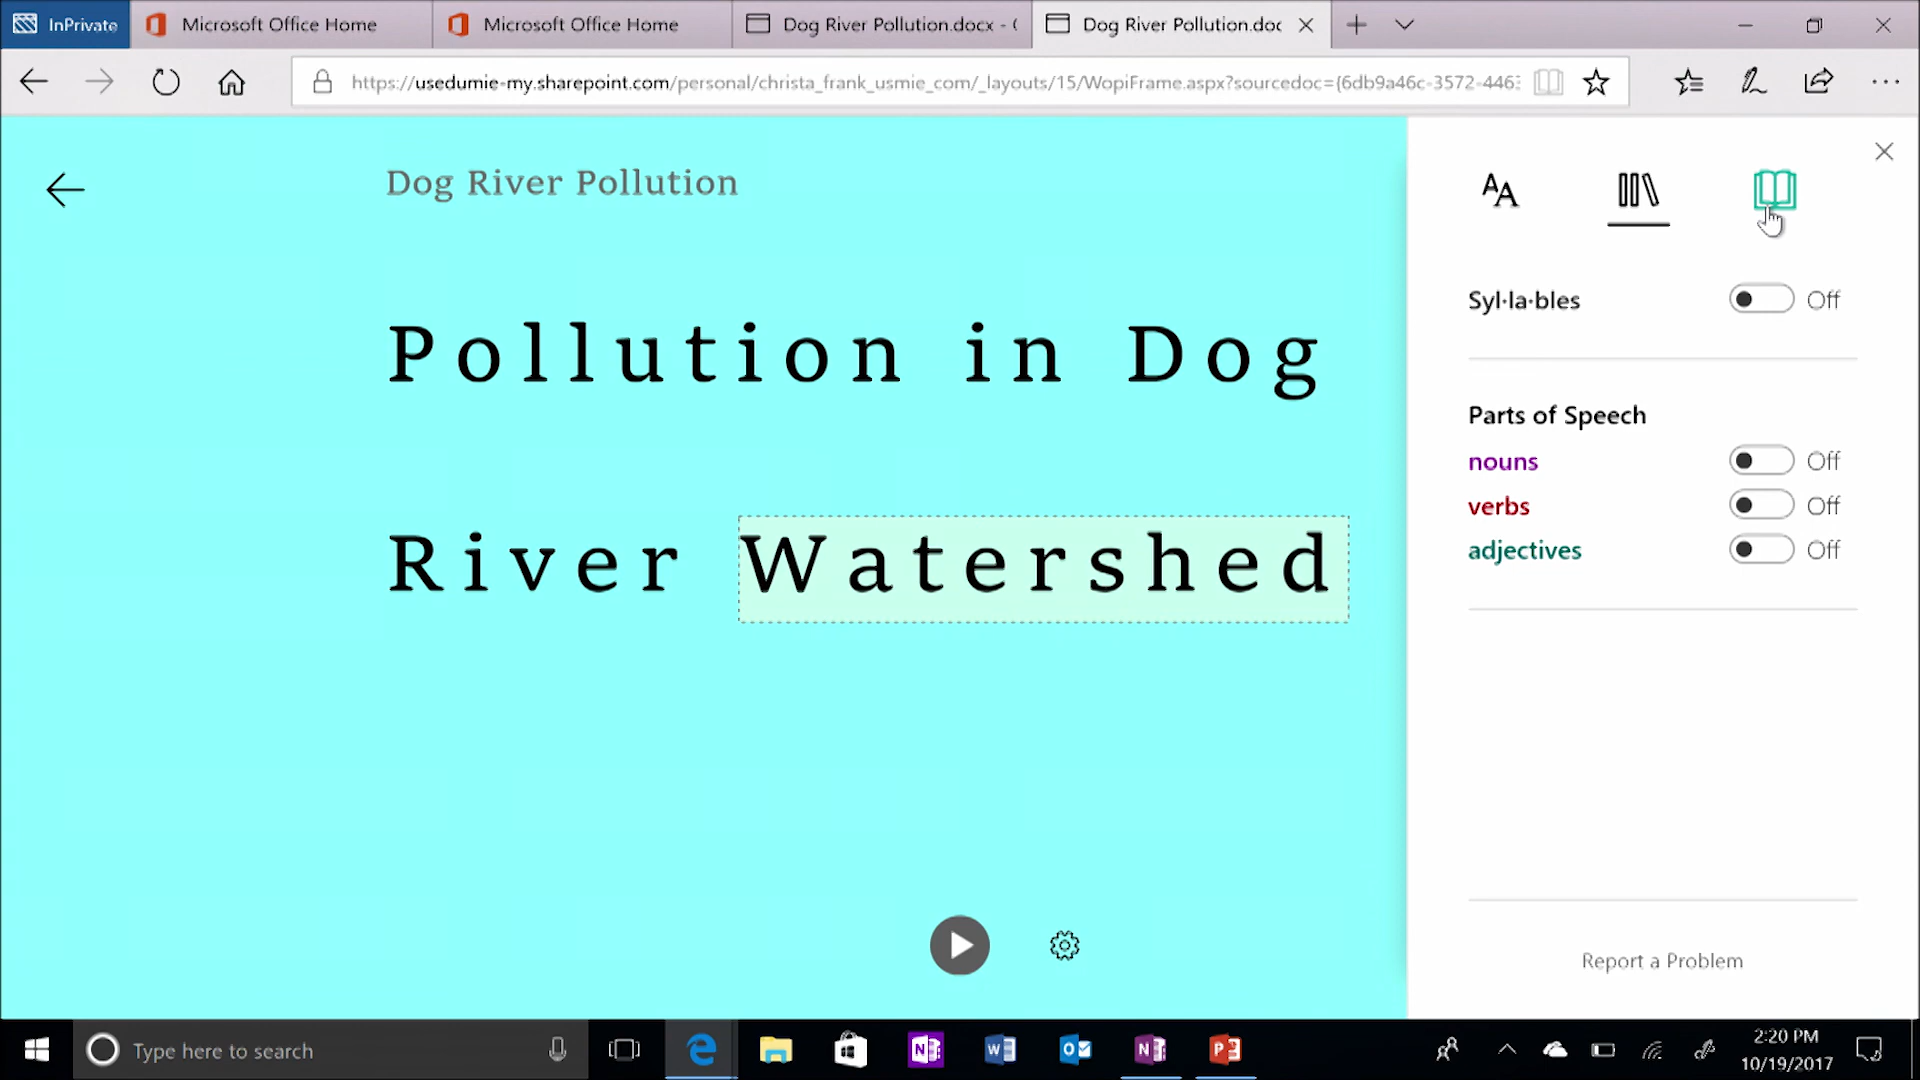 InPrivate
Microsoft Office Home
Microsoft Office Home
Dog River Pollution.docx - (
Dog River Pollution.doc
https://usedumie-my.sharepoint.com/personal/christa_frank_usmie_com/_layouts/15/WopiFrame.aspx?sourcedoc={6db9a46c-3572-446
Dog River Pollution
Pollution in Dog
River Watershed
AA
Syl·la·bles Off
Parts of Speech
nouns Off
verbs Off
adjectives Off
Report a Problem
Type here to search
2:20 PM
10/19/2017